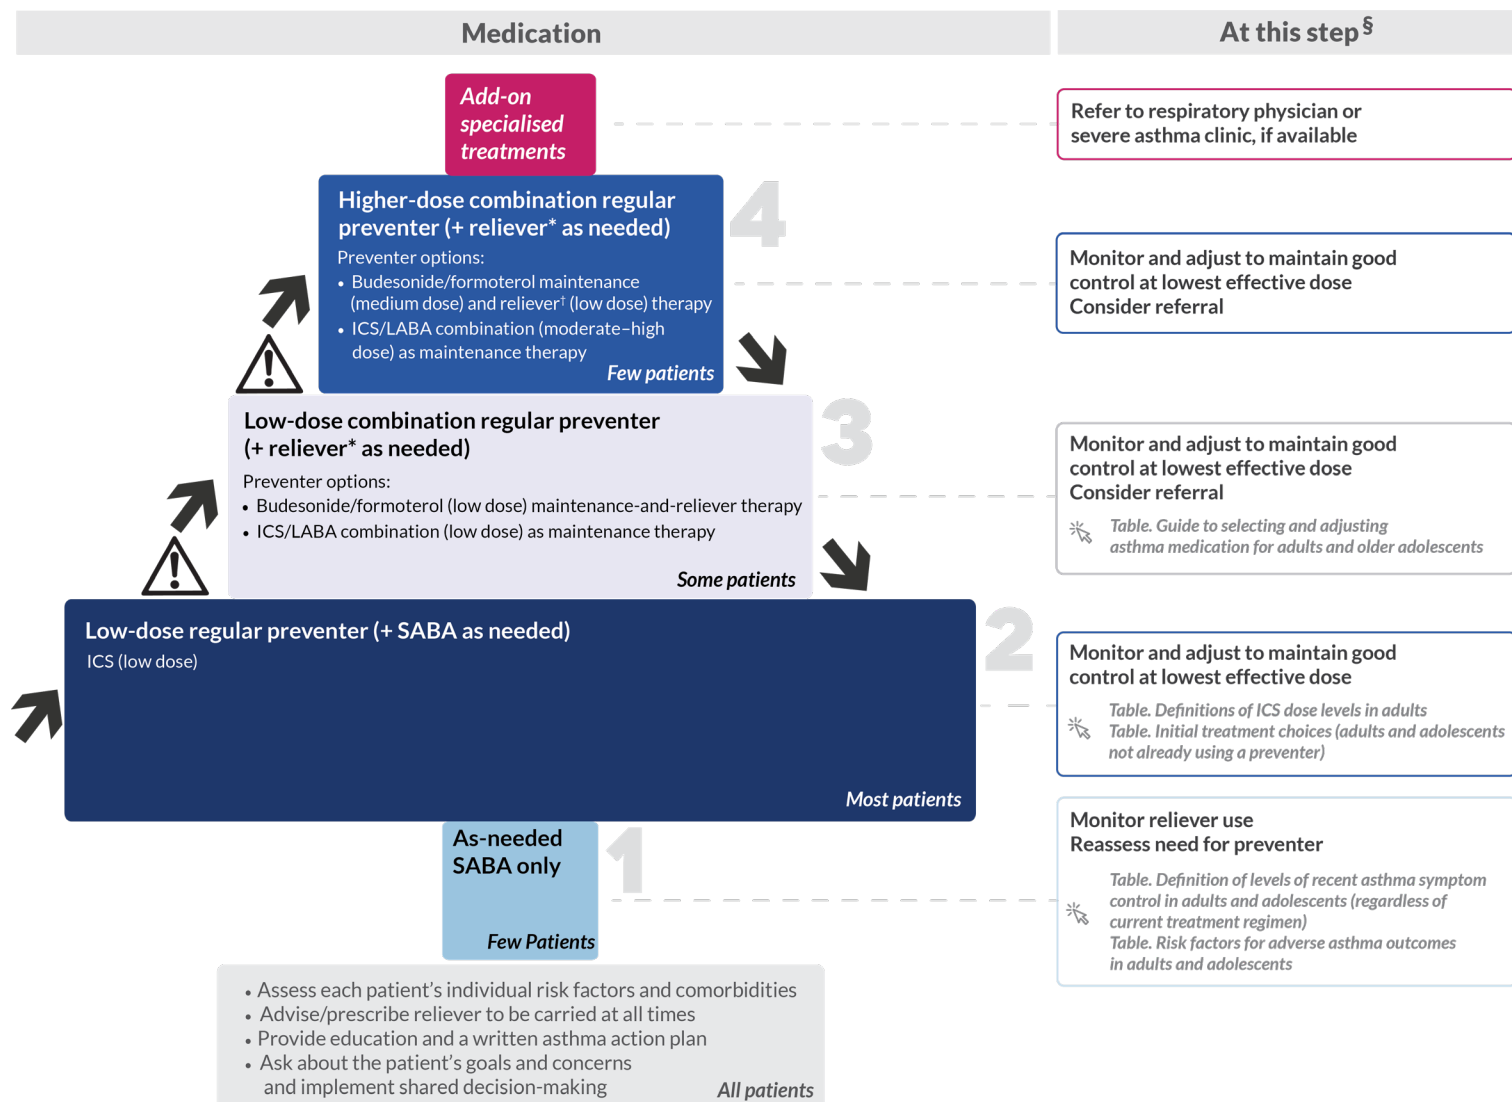 Medication
At this step§
Add-on
specialised
treatments
Refer to respiratory physician or
severe asthma clinic, if available
Higher-dose combination regular
preventer (+ reliever* as needed)
Preventer options:
• Budesonide/formoterol maintenance
(medium dose) and reliever† (low dose) therapy
• ICS/LABA combination (moderate–high
dose) as maintenance therapy
Few patients
4
Monitor and adjust to maintain good
control at lowest effective dose
Consider referral
Low-dose combination regular preventer
(+ reliever* as needed)
Preventer options:
• Budesonide/formoterol (low dose) maintenance-and-reliever therapy
• ICS/LABA combination (low dose) as maintenance therapy
Some patients
3
Monitor and adjust to maintain good
control at lowest effective dose
Consider referral
Table. Guide to selecting and adjusting
asthma medication for adults and older adolescents
Low-dose regular preventer (+ SABA as needed)
ICS (low dose)
Most patients
2
Monitor and adjust to maintain good
control at lowest effective dose
Table. Definitions of ICS dose levels in adults
Table. Initial treatment choices (adults and adolescents
not already using a preventer)
As-needed
SABA only
Few Patients
1
Monitor reliever use
Reassess need for preventer
Table. Definition of levels of recent asthma symptom
control in adults and adolescents (regardless of
current treatment regimen)
Table. Risk factors for adverse asthma outcomes
in adults and adolescents
• Assess each patient's individual risk factors and comorbidities
• Advise/prescribe reliever to be carried at all times
• Provide education and a written asthma action plan
• Ask about the patient's goals and concerns
and implement shared decision-making
All patients